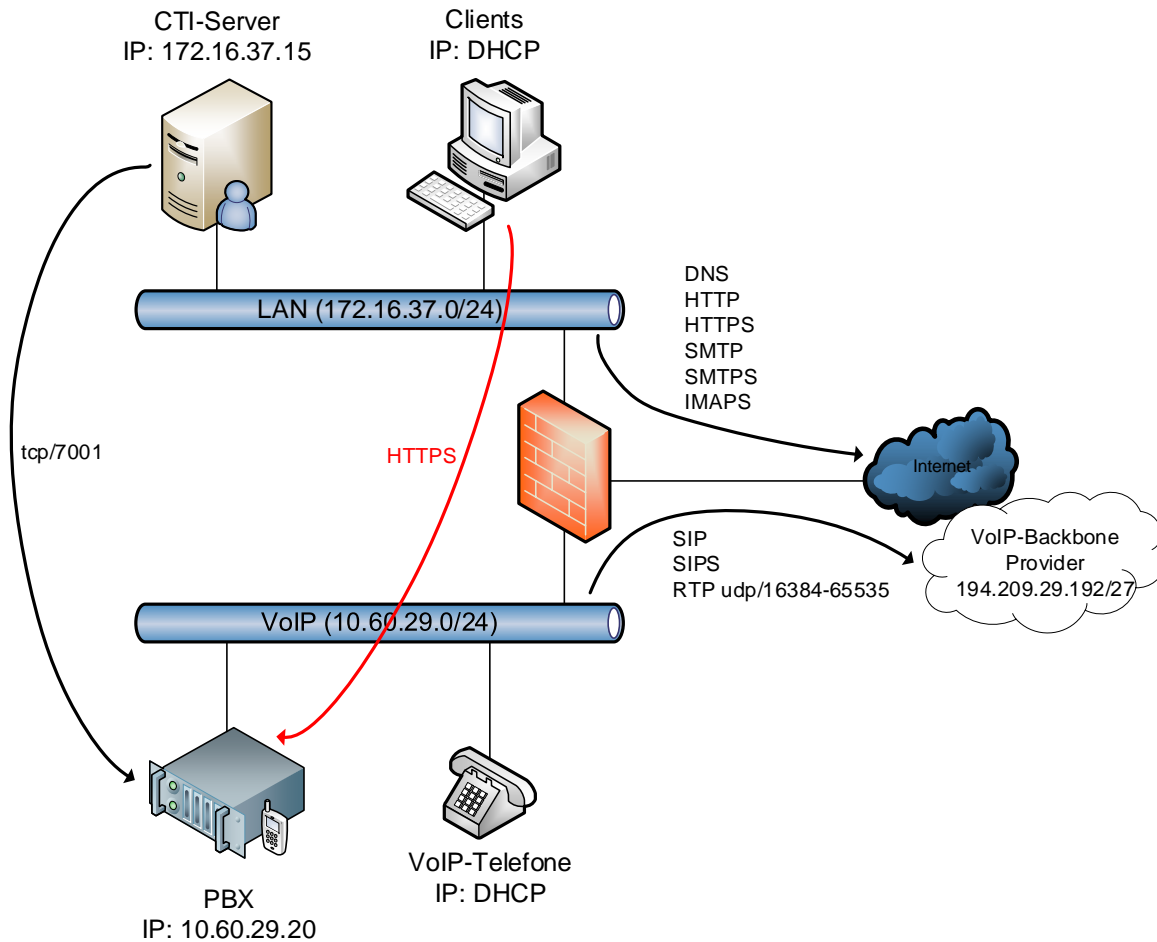 CTI-Server
IP: 172.16.37.15
Clients
IP: DHCP
LAN (172.16.37.0/24)
DNS
HTTP
HTTPS
SMTP
SMTPS
IMAPS
tcp/7001
HTTPS
Internet
SIP
SIPS
RTP udp/16384-65535
VoIP-Backbone
Provider
194.209.29.192/27
VoIP (10.60.29.0/24)
PBX
IP: 10.60.29.20
VoIP-Telefone
IP: DHCP